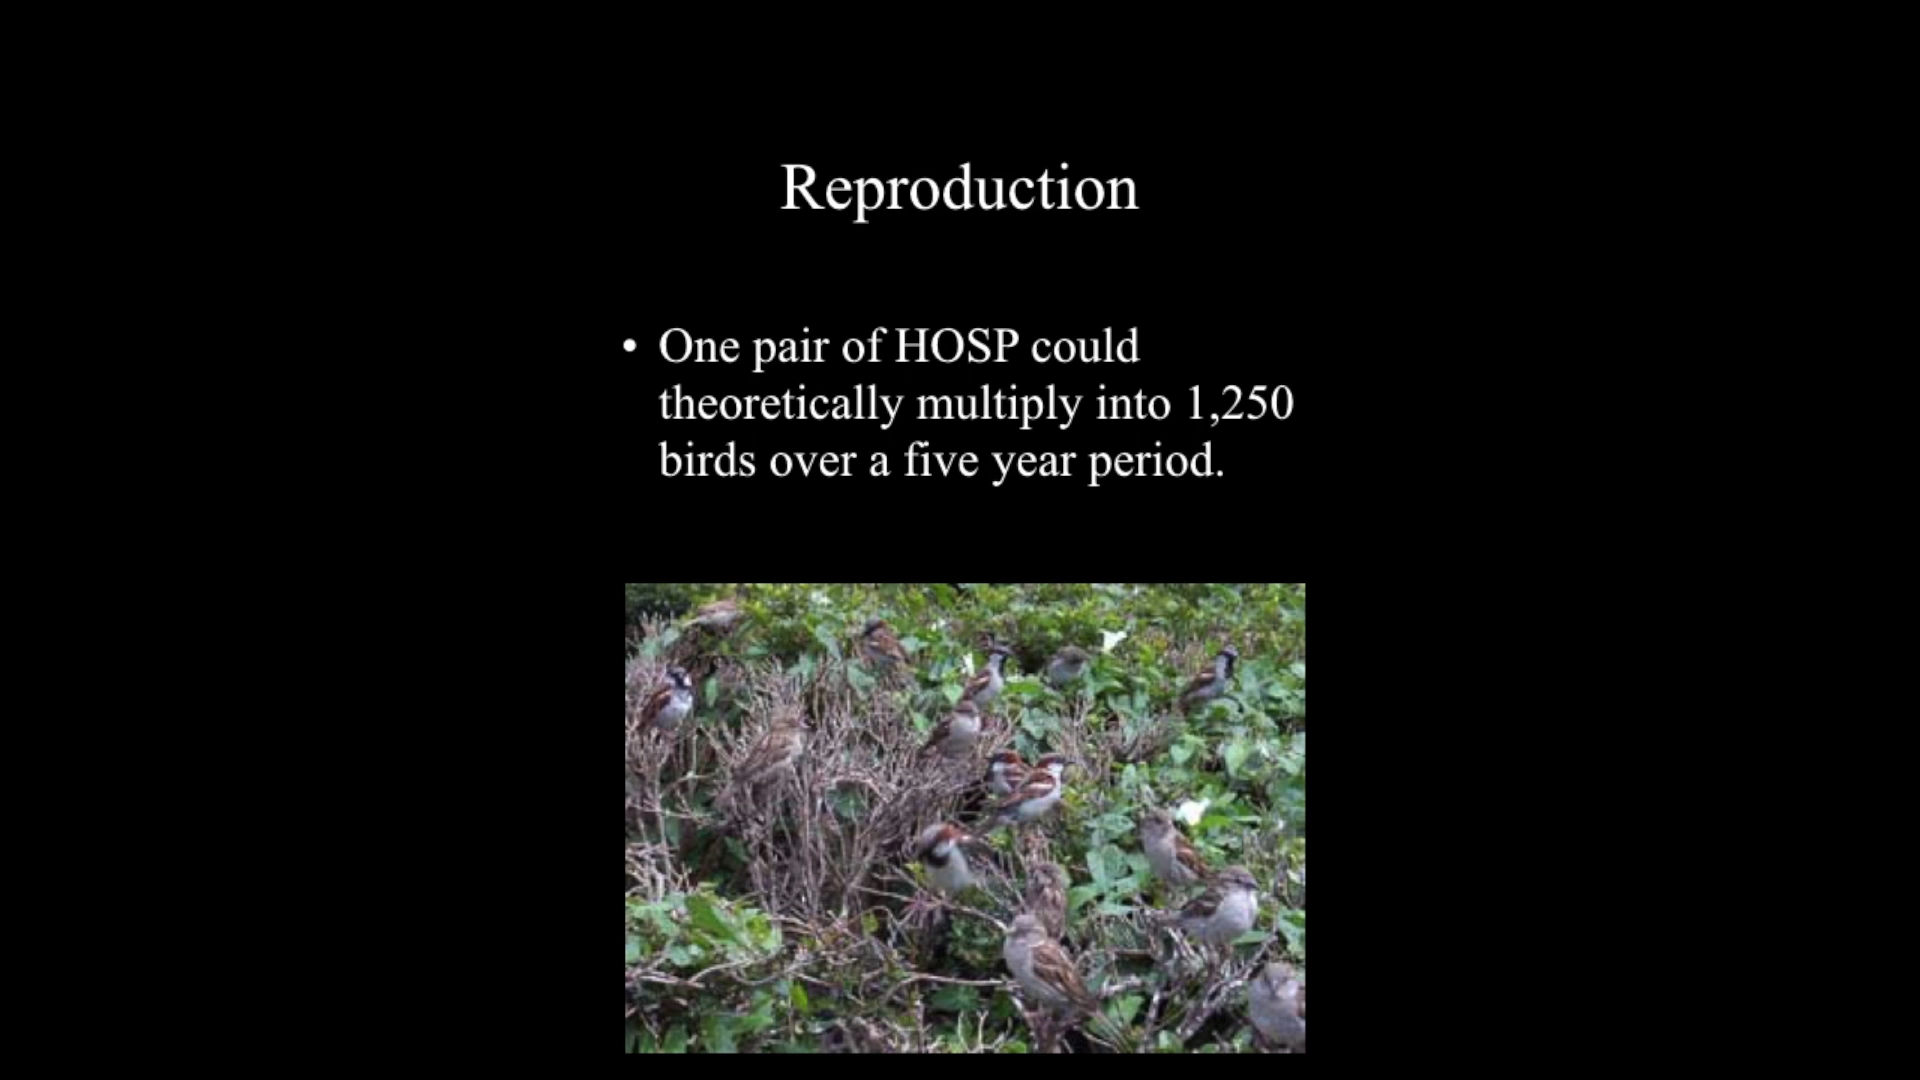 Reproduction
• One pair of HOSP could
theoretically multiply into 1,250
birds over a five year period.